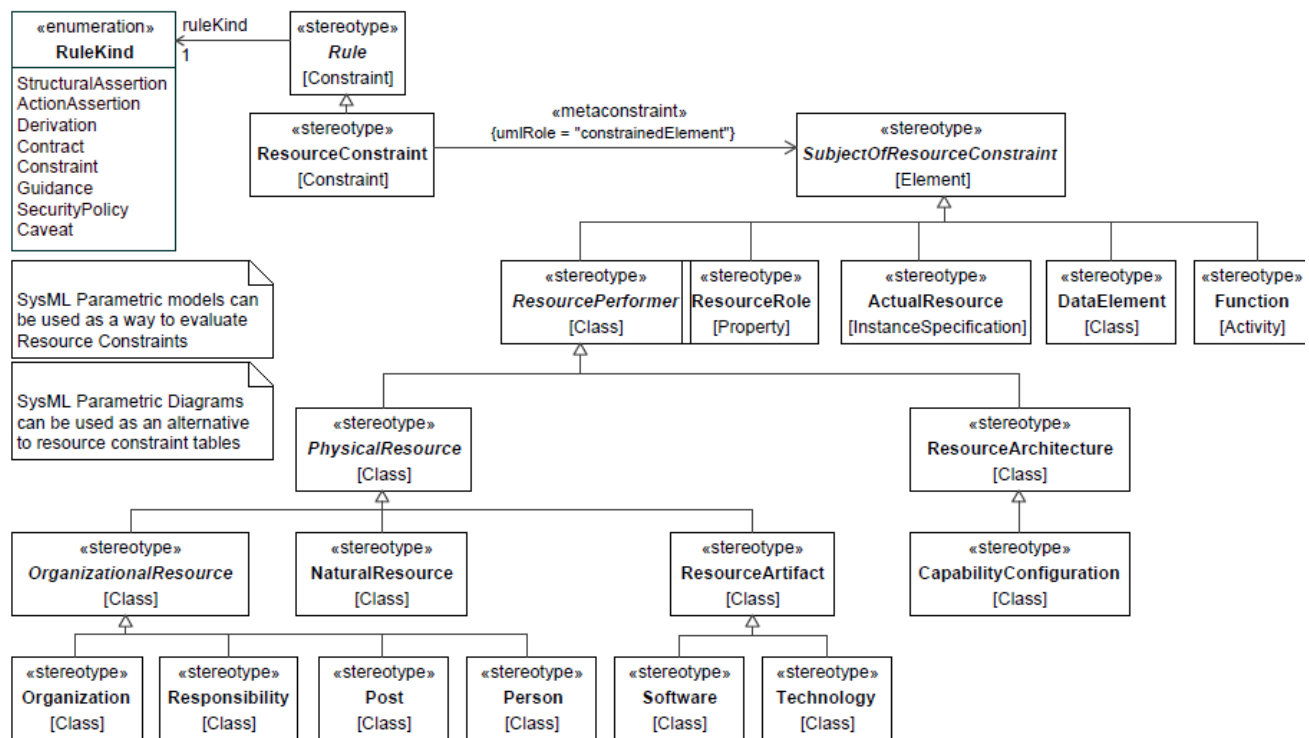 «enumeration»
RuleKind
StructuralAssertion
ActionAssertion
Derivation
Contract
Constraint
Guidance
SecurityPolicy
Caveat
ruleKind
1
«stereotype»
Rule
[Constraint]
«stereotype»
ResourceConstraint
[Constraint]
«metaconstraint»
{umlRole = "constrainedElement"}
«stereotype»
SubjectOfResourceConstraint
[Element]
SysML Parametric models can
be used as a way to evaluate
Resource Constraints
SysML Parametric Diagrams
can be used as an alternative
to resource constraint tables
«stereotype»
ResourcePerformer
[Class]
«stereotype»
ResourceRole
[Property]
«stereotype»
ActualResource
[InstanceSpecification]
«stereotype»
DataElement
[Class]
«stereotype»
Function
[Activity]
«stereotype»
PhysicalResource
[Class]
«stereotype»
ResourceArchitecture
[Class]
«stereotype»
OrganizationalResource
[Class]
«stereotype»
NaturalResource
[Class]
«stereotype»
ResourceArtifact
[Class]
«stereotype»
CapabilityConfiguration
[Class]
«stereotype»
Organization
[Class]
«stereotype»
Responsibility
[Class]
«stereotype»
Post
[Class]
«stereotype»
Person
[Class]
«stereotype»
Software
[Class]
«stereotype»
Technology
[Class]